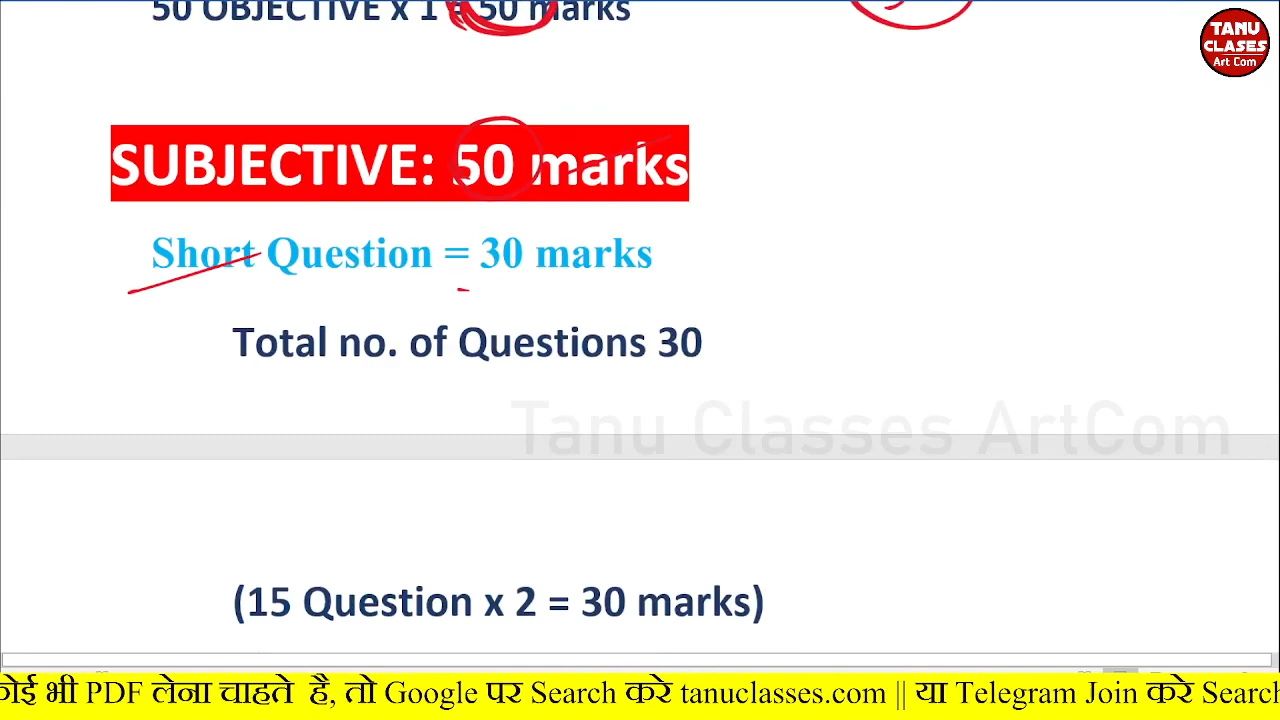 50 OBJECTIVE x 1 = 50 marks
TANU
CLASES
Art Com
SUBJECTIVE: 50 marks
Short Question = 30 marks
Total no. of Questions 30
Tanu Classes ArtCom
(15 Question x 2 = 30 marks)
कोई भी PDF लेना चाहते है, तो Google पर Search करे tanuclasses.com || या Telegram Join करे Search